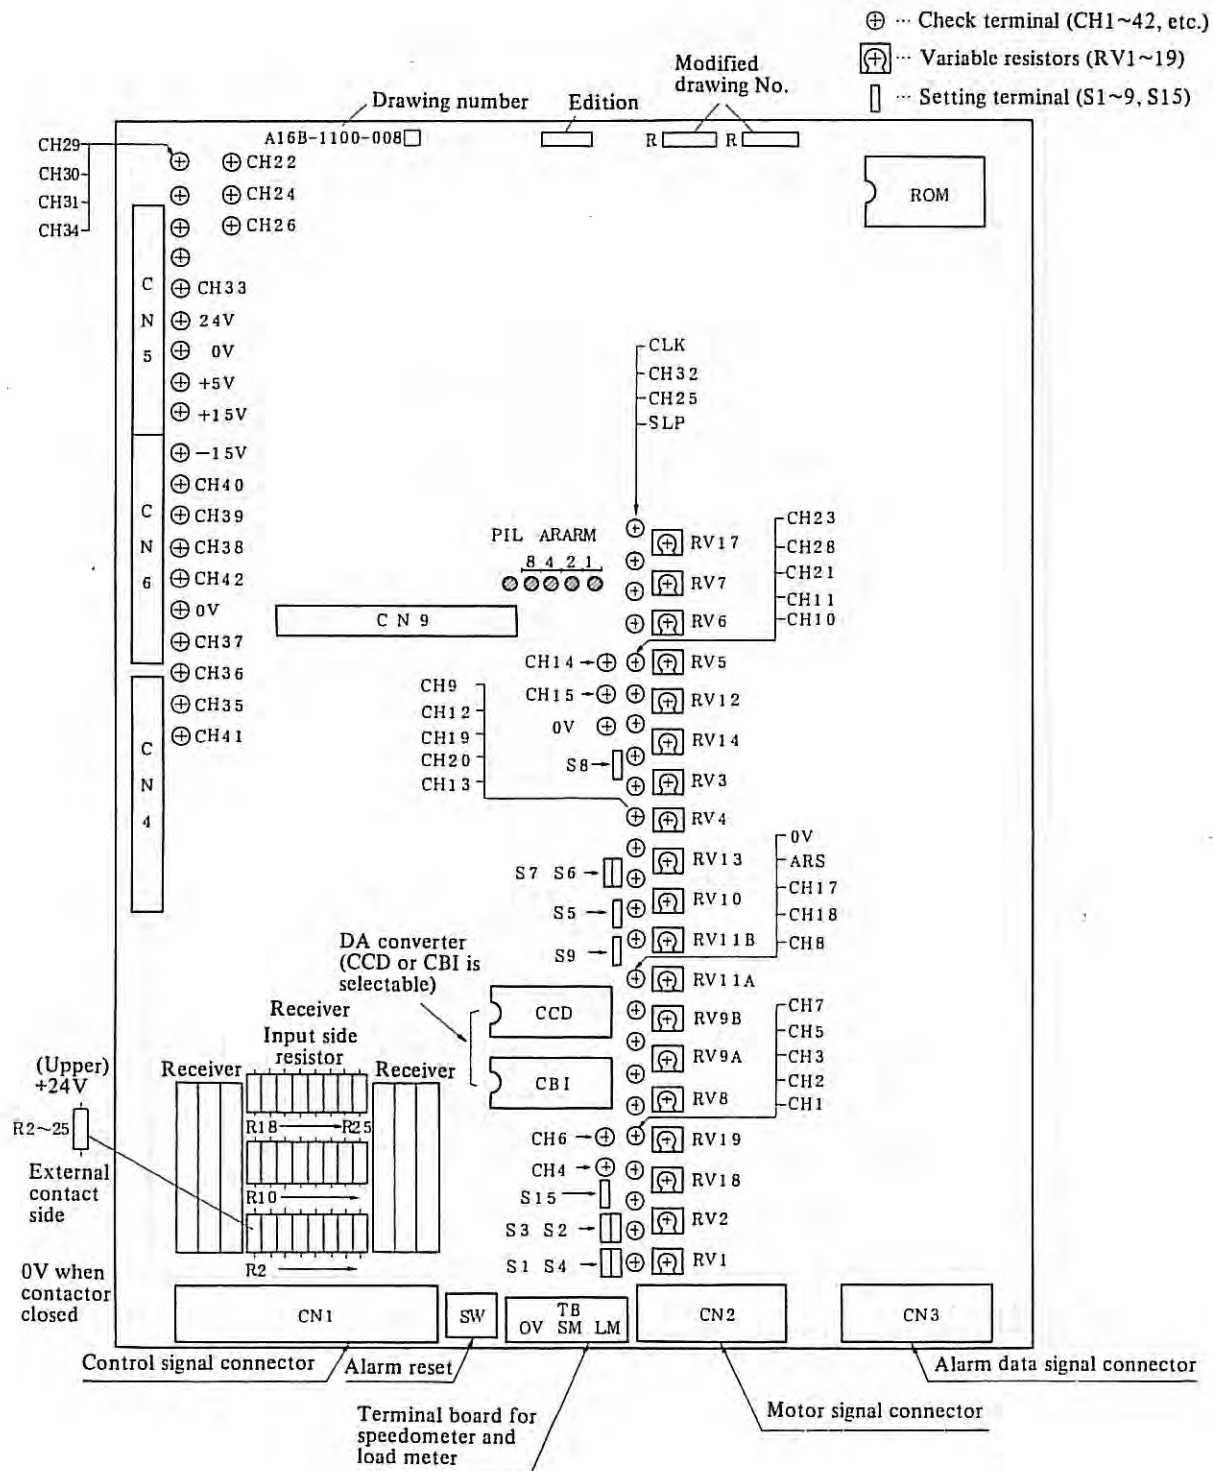 ⊕ ··· Check terminal (CH1~42, etc.)
··· Variable resistors (RV1~19)
··· Setting terminal (S1~9, S15)
Modified
drawing No.
Drawing number
Edition
A16B-1100-008□
R
R
CH29
CH30
CH31
CH34
CH22
CH24
CH26
ROM
CN5
CH33
24V
0V
+5V
+15V
-15V
CH40
CH39
CH38
CH42
0V
CH37
CH36
CH35
CH41
CN6
CN4
CLK
CH32
CH25
SLP
PIL ARARM
8 4 2 1
CN9
RV17
RV7
RV6
RV5
RV12
RV14
RV3
RV4
RV13
RV10
RV11B
RV11A
RV9B
RV9A
RV8
RV19
RV18
RV2
RV1
CH23
CH28
CH21
CH11
CH10
CH14
CH15
0V
S8
CH9
CH12
CH19
CH20
CH13
S7 S6
S5
S9
0V
ARS
CH17
CH18
CH8
DA converter
(CCD or CBI is
selectable)
CCD
CBI
CH7
CH5
CH3
CH2
CH1
CH6
CH4
S15
S3 S2
S1 S4
Receiver
Input side
resistor
Receiver
Receiver
(Upper)
+24V
R2~25
External
contact
side
0V when
contactor
closed
R18
R25
R10
R2
CN1
SW
TB
OV SM LM
CN2
CN3
Control signal connector
Alarm reset
Alarm data signal connector
Motor signal connector
Terminal board for
speedometer and
load meter